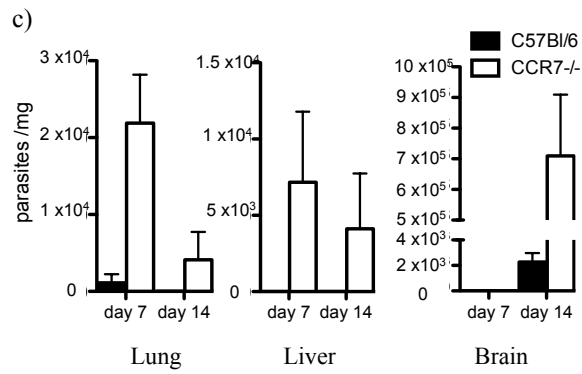 c)
C57Bl/6
CCR7-/-
parasites /mg
3 x10⁴
2 x10⁴
1 x10⁴
0
day 7 day 14
Lung
1.5 x10⁴
1 x10⁴
5 x10³
0
day 7 day 14
Liver
10 x10⁵
9 x10⁵
8 x10⁵
7 x10⁵
6 x10⁵
5 x10⁵
4 x10³
2 x10³
0
day 7 day 14
Brain